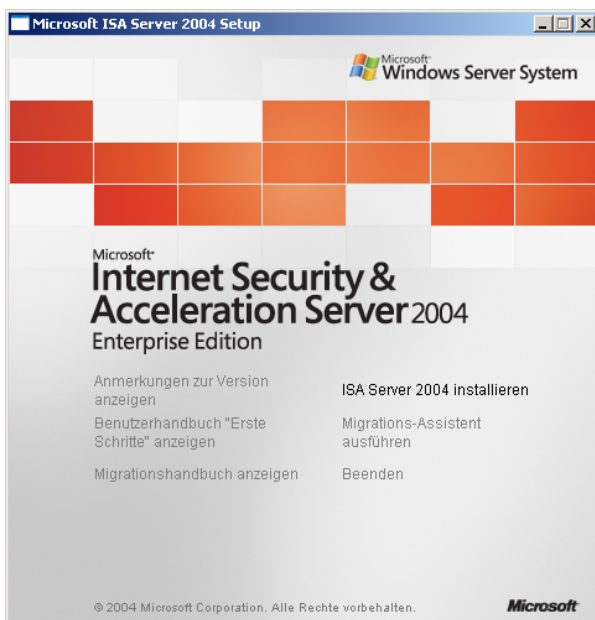 Microsoft ISA Server 2004 Setup
Microsoft
Windows Server System
Microsoft
Internet Security &
Acceleration Server 2004
Enterprise Edition
Anmerkungen zur Version
anzeigen
Benutzerhandbuch "Erste
Schritte" anzeigen
Migrationshandbuch anzeigen
ISA Server 2004 installieren
Migrations-Assistent
ausführen
Beenden
© 2004 Microsoft Corporation. Alle Rechte vorbehalten.
Microsoft